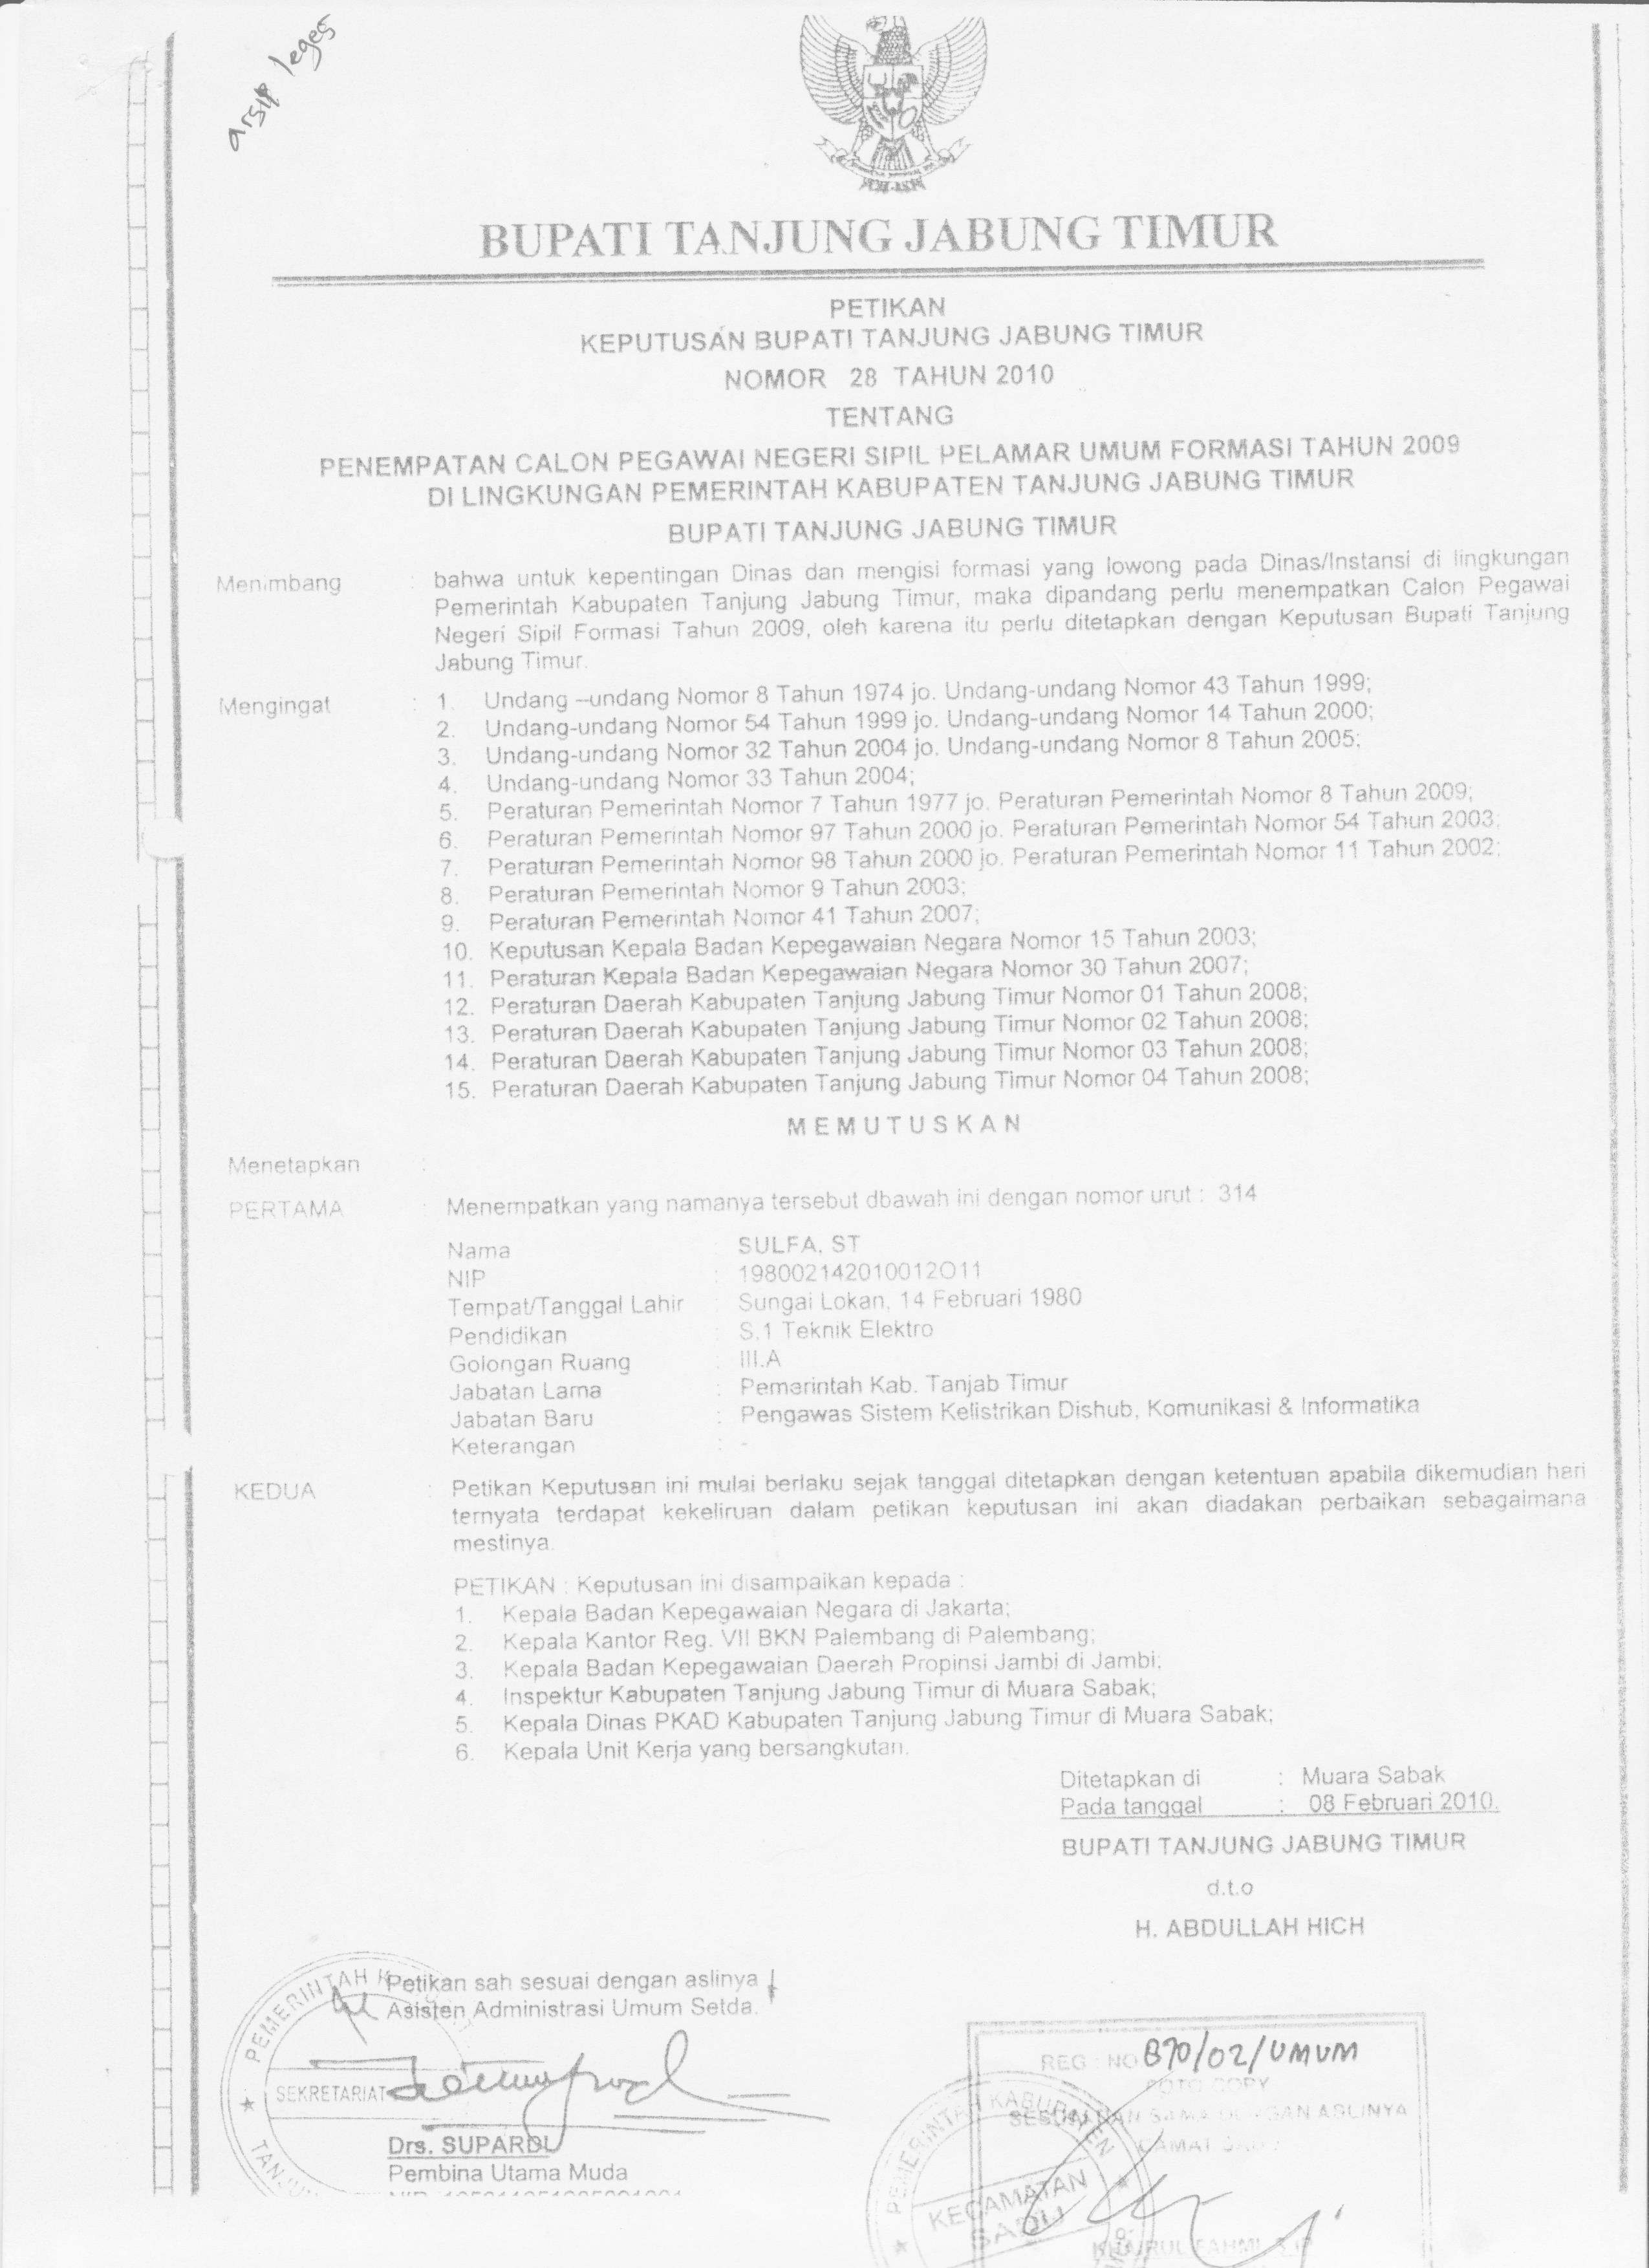 arsip leges
BUPATI TANJUNG JABUNG TIMUR
PETIKAN
KEPUTUSAN BUPATI TANJUNG JABUNG TIMUR
NOMOR 28 TAHUN 2010
TENTANG
PENEMPATAN CALON PEGAWAI NEGERI SIPIL PELAMAR UMUM FORMASI TAHUN 2009
DI LINGKUNGAN PEMERINTAH KABUPATEN TANJUNG JABUNG TIMUR
BUPATI TANJUNG JABUNG TIMUR
Menimbang : bahwa untuk kepentingan Dinas dan mengisi formasi yang lowong pada Dinas/Instansi di lingkungan
Pemerintah Kabupaten Tanjung Jabung Timur, maka dipandang perlu menempatkan Calon Pegawai
Negeri Sipil Formasi Tahun 2009, oleh karena itu perlu ditetapkan dengan Keputusan Bupati Tanjung
Jabung Timur.
Mengingat : 1. Undang –undang Nomor 8 Tahun 1974 jo. Undang-undang Nomor 43 Tahun 1999;
2. Undang-undang Nomor 54 Tahun 1999 jo. Undang-undang Nomor 14 Tahun 2000;
3. Undang-undang Nomor 32 Tahun 2004 jo. Undang-undang Nomor 8 Tahun 2005;
4. Undang-undang Nomor 33 Tahun 2004;
5. Peraturan Pemerintah Nomor 7 Tahun 1977 jo. Peraturan Pemerintah Nomor 8 Tahun 2009;
6. Peraturan Pemerintah Nomor 97 Tahun 2000 jo. Peraturan Pemerintah Nomor 54 Tahun 2003;
7. Peraturan Pemerintah Nomor 98 Tahun 2000 jo. Peraturan Pemerintah Nomor 11 Tahun 2002;
8. Peraturan Pemerintah Nomor 9 Tahun 2003;
9. Peraturan Pemerintah Nomor 41 Tahun 2007;
10. Keputusan Kepala Badan Kepegawaian Negara Nomor 15 Tahun 2003;
11. Peraturan Kepala Badan Kepegawaian Negara Nomor 30 Tahun 2007;
12. Peraturan Daerah Kabupaten Tanjung Jabung Timur Nomor 01 Tahun 2008;
13. Peraturan Daerah Kabupaten Tanjung Jabung Timur Nomor 02 Tahun 2008;
14. Peraturan Daerah Kabupaten Tanjung Jabung Timur Nomor 03 Tahun 2008;
15. Peraturan Daerah Kabupaten Tanjung Jabung Timur Nomor 04 Tahun 2008;
M E M U T U S K A N
Menetapkan :
PERTAMA : Menempatkan yang namanya tersebut dbawah ini dengan nomor urut : 314
Nama : SULFA, ST
NIP : 198002142010012O11
Tempat/Tanggal Lahir : Sungai Lokan, 14 Februari 1980
Pendidikan : S.1 Teknik Elektro
Golongan Ruang : III.A
Jabatan Lama : Pemerintah Kab. Tanjab Timur
Jabatan Baru : Pengawas Sistem Kelistrikan Dishub, Komunikasi & Informatika
Keterangan : -
KEDUA : Petikan Keputusan ini mulai berlaku sejak tanggal ditetapkan dengan ketentuan apabila dikemudian hari
ternyata terdapat kekeliruan dalam petikan keputusan ini akan diadakan perbaikan sebagaimana
mestinya.
PETIKAN : Keputusan ini disampaikan kepada :
1. Kepala Badan Kepegawaian Negara di Jakarta;
2. Kepala Kantor Reg. VII BKN Palembang di Palembang;
3. Kepala Badan Kepegawaian Daerah Propinsi Jambi di Jambi;
4. Inspektur Kabupaten Tanjung Jabung Timur di Muara Sabak;
5. Kepala Dinas PKAD Kabupaten Tanjung Jabung Timur di Muara Sabak;
6. Kepala Unit Kerja yang bersangkutan.
Ditetapkan di : Muara Sabak
Pada tanggal : 08 Februari 2010.
BUPATI TANJUNG JABUNG TIMUR
d.t.o
H. ABDULLAH HICH
Petikan sah sesuai dengan aslinya
Asisten Administrasi Umum Setda.
PEMERINTAH
SEKRETARIAT
Drs. SUPARDI
Pembina Utama Muda
REG : NO 870/02/UMUM
FOTO COPY
ASLINYA
CAMAT
PEMERINTAH KABUPATEN
KECAMATAN
SADU